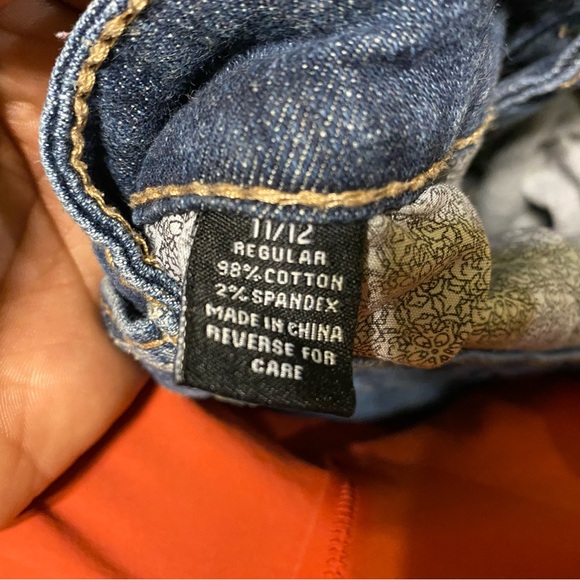 11/12
REGULAR
98% COTTON
2% SPANDEX
MADE IN CHINA
REVERSE FOR
CARE